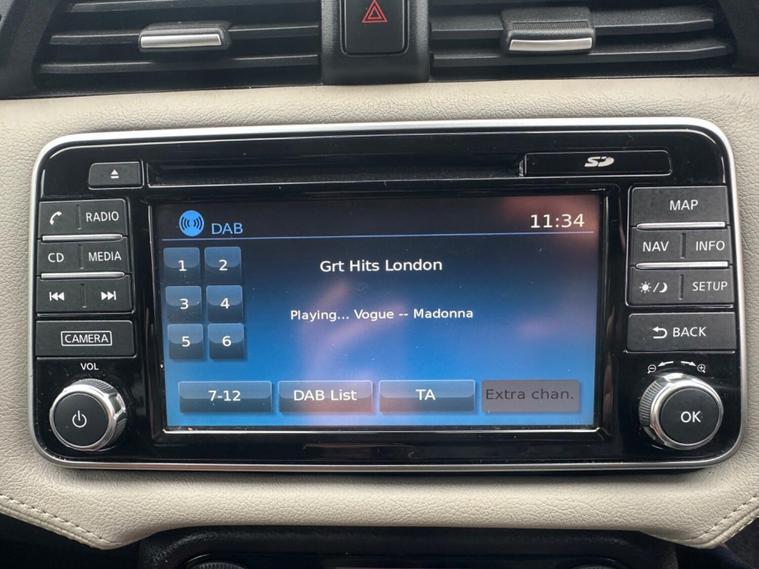 SD
MAP
RADIO
DAB
11:34
CD MEDIA
1 2
Grt Hits London
NAV INFO
3 4
Playing... Vogue -- Madonna
SETUP
CAMERA
5 6
BACK
VOL
7-12
DAB List
TA
Extra chan.
OK